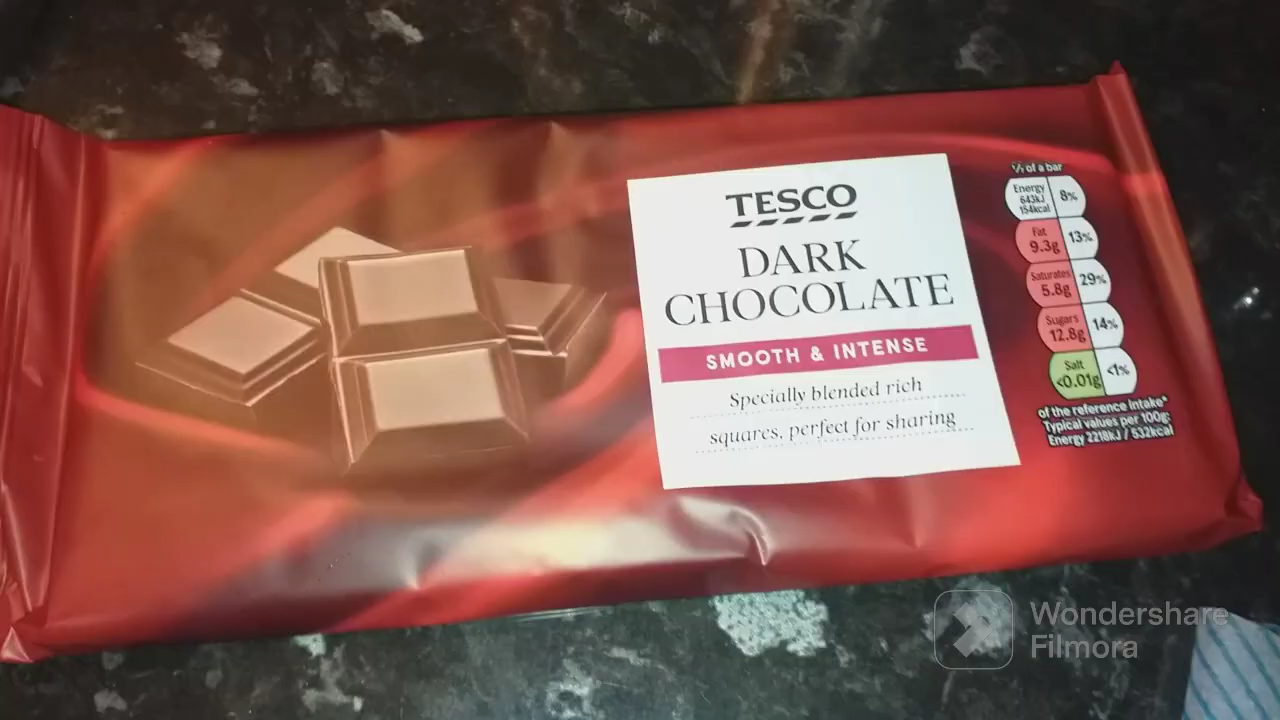 TESCO
DARK
CHOCOLATE
SMOOTH & INTENSE
Specially blended rich
squares, perfect for sharing
of a bar
Energy
643kJ
154kcal
8%
Fat
9.3g
13%
Saturates
5.8g
29%
Sugars
12.8g
14%
Salt
<0.01g
<1%
of the reference intake*
Typical values per 100g:
Energy 2218kJ / 532kcal
Wondershare
Filmora